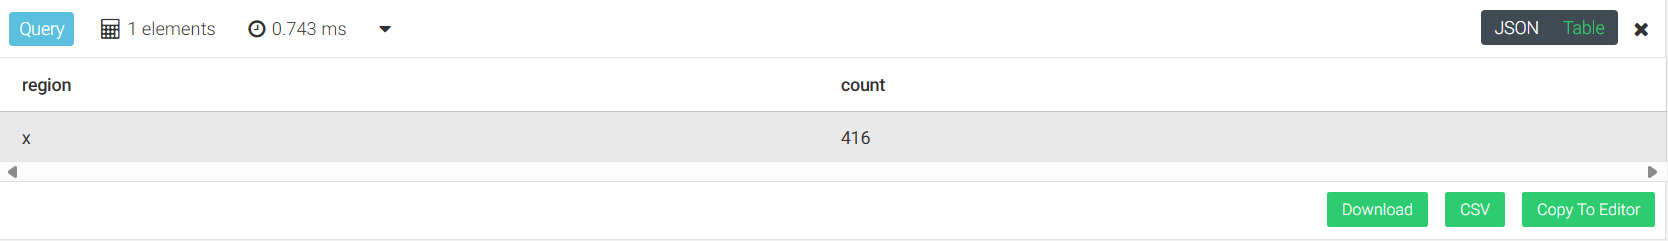 Query 1 elements 0.743 ms JSON Table
region count
x 416
Download CSV Copy To Editor